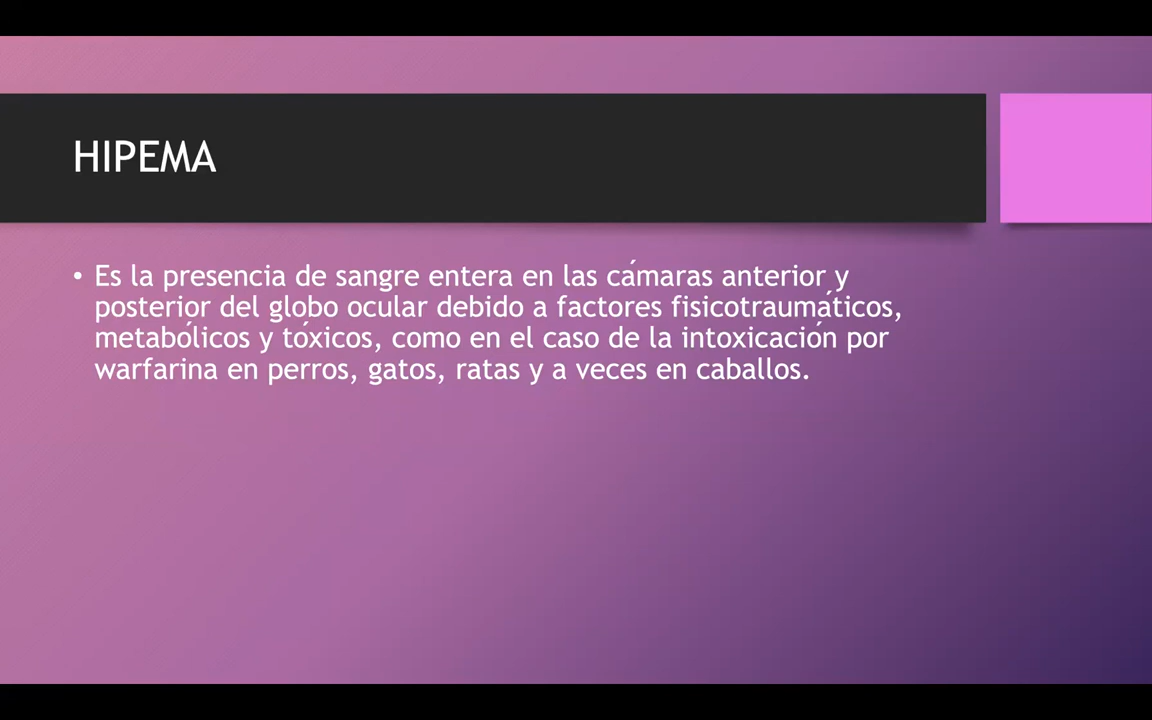 HIPEMA
• Es la presencia de sangre entera en las cámaras anterior y
posterior del globo ocular debido a factores fisicotraumáticos,
metabólicos y tóxicos, como en el caso de la intoxicación por
warfarina en perros, gatos, ratas y a veces en caballos.